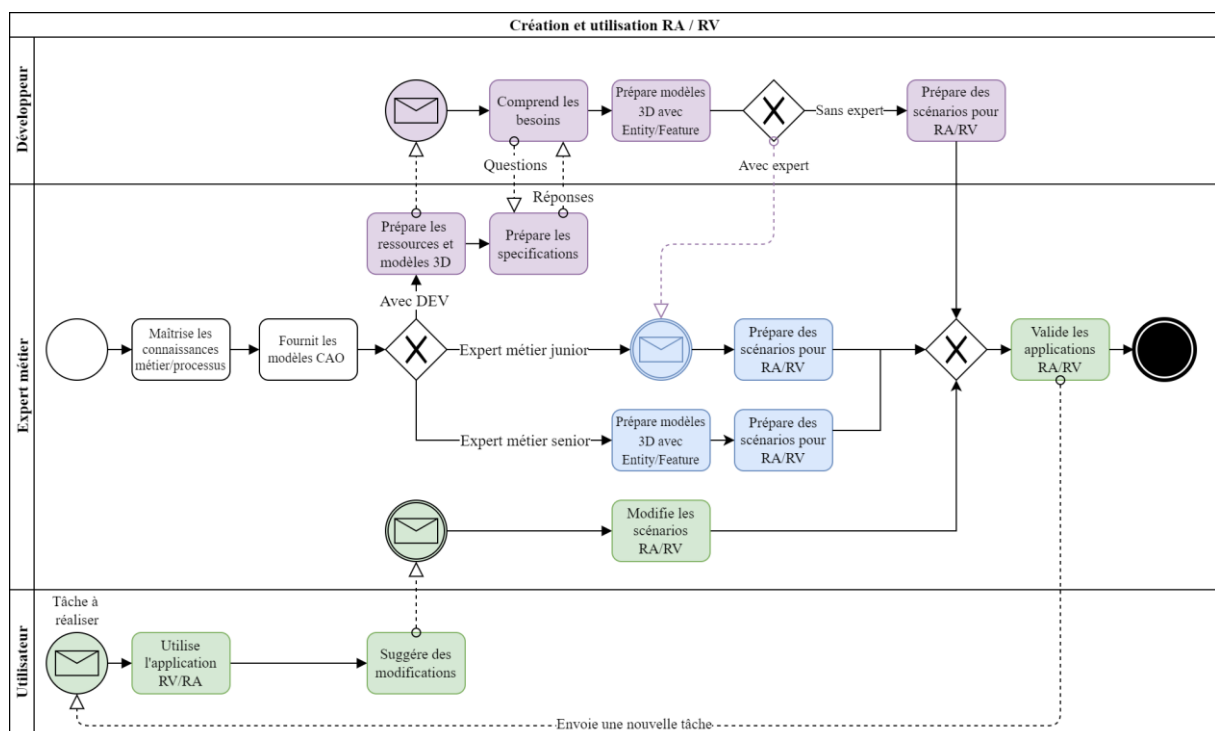 Création et utilisation RA / RV
Développeur
Comprend les
besoins
Prépare modèles
3D avec
Entity/Feature
Sans expert
Prépare des
scénarios pour
RA/RV
Questions
Réponses
Avec expert
Expert métier
Prépare les
ressources et
modèles 3D
Prépare les
specifications
Avec DEV
Maîtrise les
connaissances
métier/processus
Fournit les
modèles CAO
Expert métier junior
Prépare des
scénarios pour
RA/RV
Valide les
applications
RA/RV
Expert métier senior
Prépare modèles
3D avec
Entity/Feature
Prépare des
scénarios pour
RA/RV
Modifie les
scénarios
RA/RV
Utilisateur
Tâche à
réaliser
Utilise
l'application
RV/RA
Suggére des
modifications
Envoie une nouvelle tâche